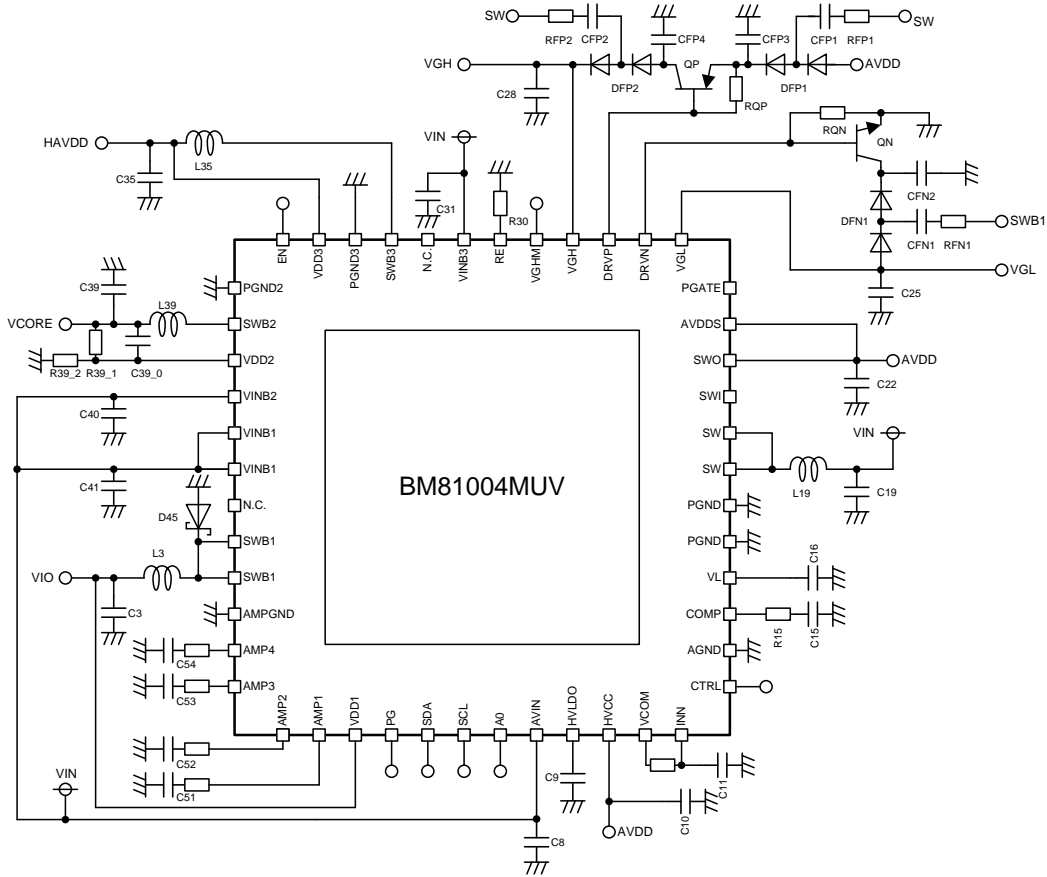 SW
RFP2
CFP2
CFP4
QP
CFP3
CFP1
RFP1
SW
VGH
C28
DFP2
RQP
DFP1
AVDD
HAVDD
C35
L35
VIN
C31
R30
RQN
QN
CFN2
DFN1
CFN1
RFN1
SWB1
VGL
C25
EN
VDD3
PGND3
SWB3
N.C.
VINB3
RE
VGHM
VGH
DRVP
DRVN
VGL
C39
VCORE
L39
R39_2
R39_1
C39_0
C40
C41
D45
VIO
L3
C3
C54
C53
C52
C51
VIN
PGND2
SWB2
VDD2
VINB2
VINB1
VINB1
N.C.
SWB1
SWB1
AMPGND
AMP4
AMP3
BM81004MUV
PGATE
AVDDS
SWO
SWI
SW
SW
PGND
PGND
VL
COMP
AGND
CTRL
AVDD
C22
VIN
L19
C19
C16
R15
C15
AMP2
AMP1
VDD1
PG
SDA
SCL
A0
AVIN
HVLDO
HVCC
VCOM
INN
C9
C11
C10
AVDD
C8